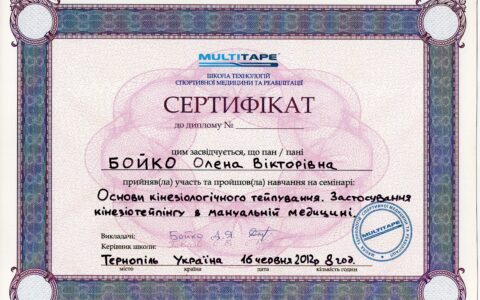 MULTITAPE®
ШКОЛА ТЕХНОЛОГІЙ
СПОРТИВНОЇ МЕДИЦИНИ ТА РЕАБІЛІТАЦІЇ
СЕРТИФІКАТ
до диплому №
цим засвідчується, що пан / пані
БОЙКО Олена Вікторівна
прийняв(ла) участь та пройшов(ла) навчання на семінарі:
Основи кінезіологічного тейпування. Застосування
кінезіотейпінгу в мануальній медицині.
Викладачі: Бойко
Керівник школи:
Тернопіль Україна 16 червня 2012р 8 год.
місто країна дата кількість годин
MULTITAPE